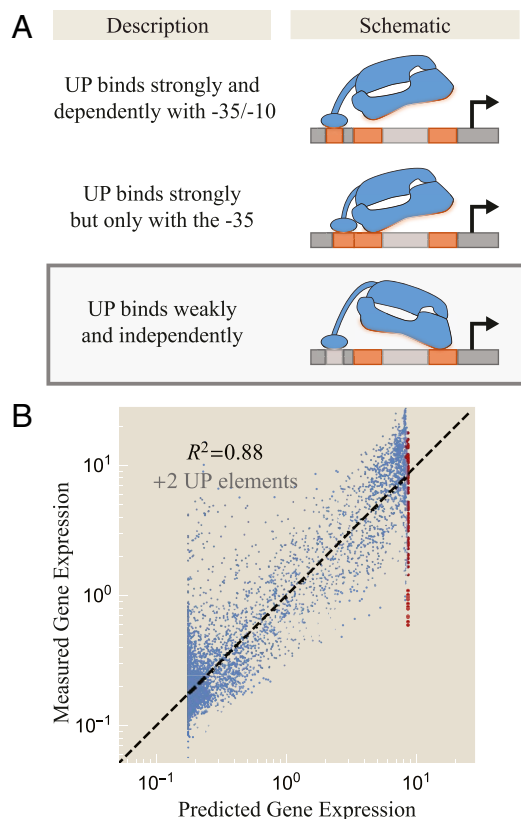 A
Description Schematic
UP binds strongly and
dependently with -35/-10
UP binds strongly
but only with the -35
UP binds weakly
and independently
B
R²=0.88
+2 UP elements
Measured Gene Expression
10¹
10⁰
10⁻¹
10⁻¹ 10⁰ 10¹
Predicted Gene Expression